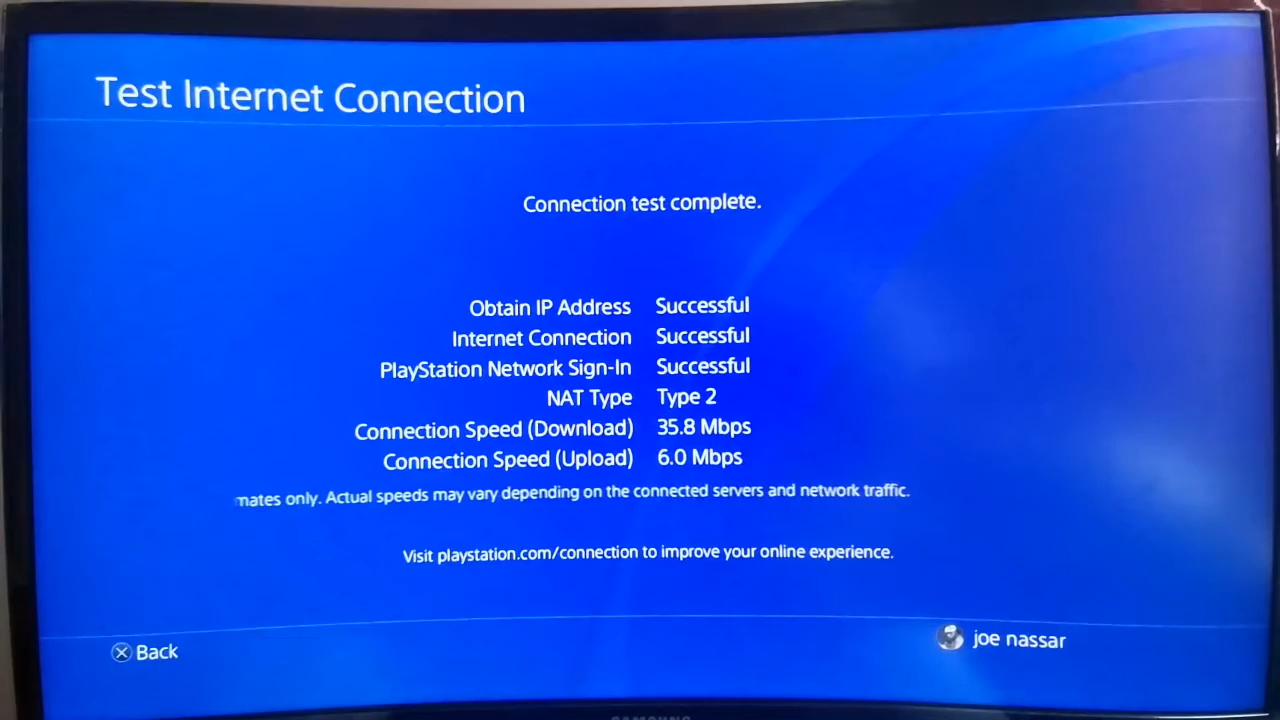 Test Internet Connection
Connection test complete.
Obtain IP Address Successful
Internet Connection Successful
PlayStation Network Sign-In Successful
NAT Type Type 2
Connection Speed (Download) 35.8 Mbps
Connection Speed (Upload) 6.0 Mbps
mates only. Actual speeds may vary depending on the connected servers and network traffic.
Visit playstation.com/connection to improve your online experience.
Back
joe nassar
SAMSUNG